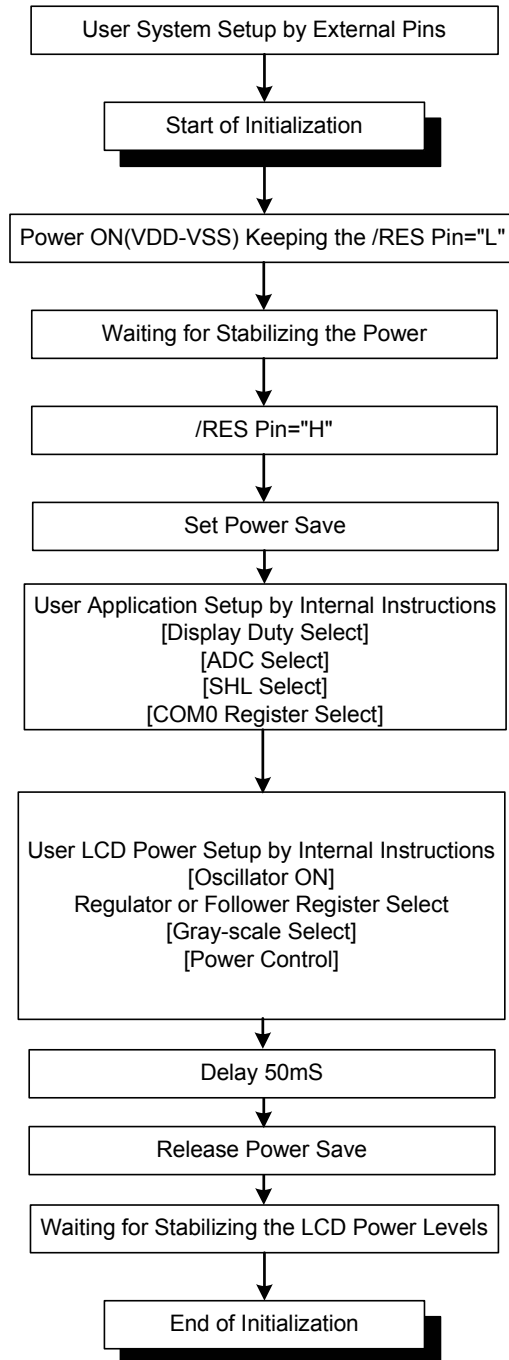 User System Setup by External Pins
Start of Initialization
Power ON(VDD-VSS) Keeping the /RES Pin="L"
Waiting for Stabilizing the Power
/RES Pin="H"
Set Power Save
User Application Setup by Internal Instructions
[Display Duty Select]
[ADC Select]
[SHL Select]
[COM0 Register Select]
User LCD Power Setup by Internal Instructions
[Oscillator ON]
Regulator or Follower Register Select
[Gray-scale Select]
[Power Control]
Delay 50mS
Release Power Save
Waiting for Stabilizing the LCD Power Levels
End of Initialization